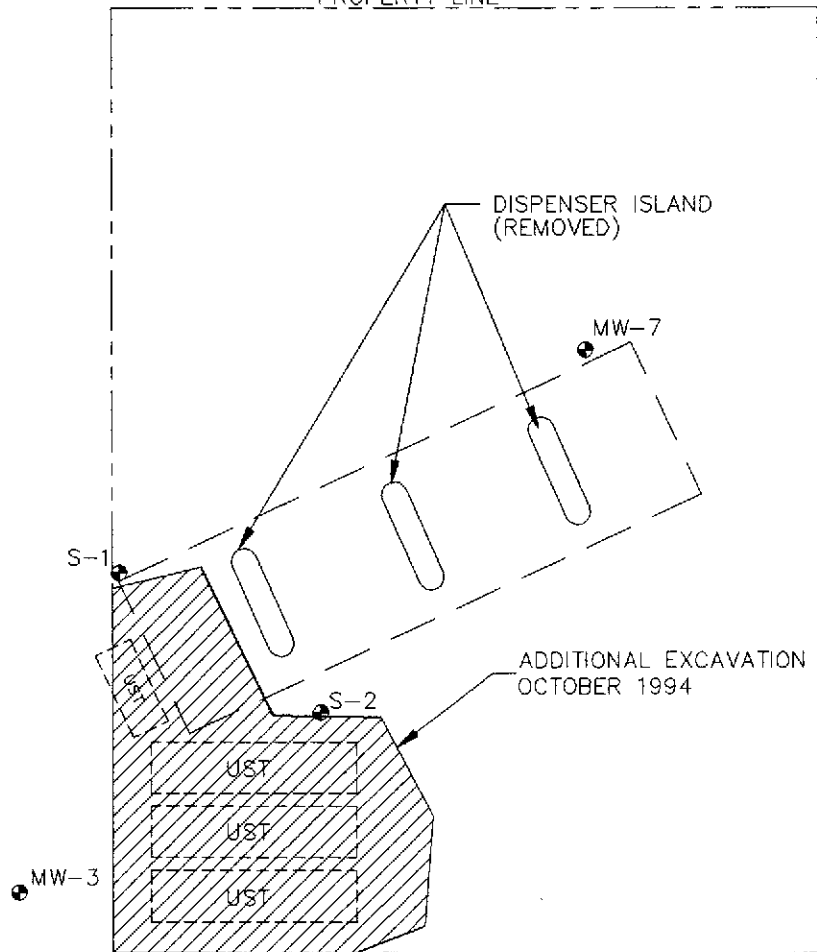 PROPERTY LINE
DISPENSER ISLAND
(REMOVED)
MW-7
S-1
ADDITIONAL EXCAVATION
OCTOBER 1994
UST
S-2
UST
UST
MW-3
UST